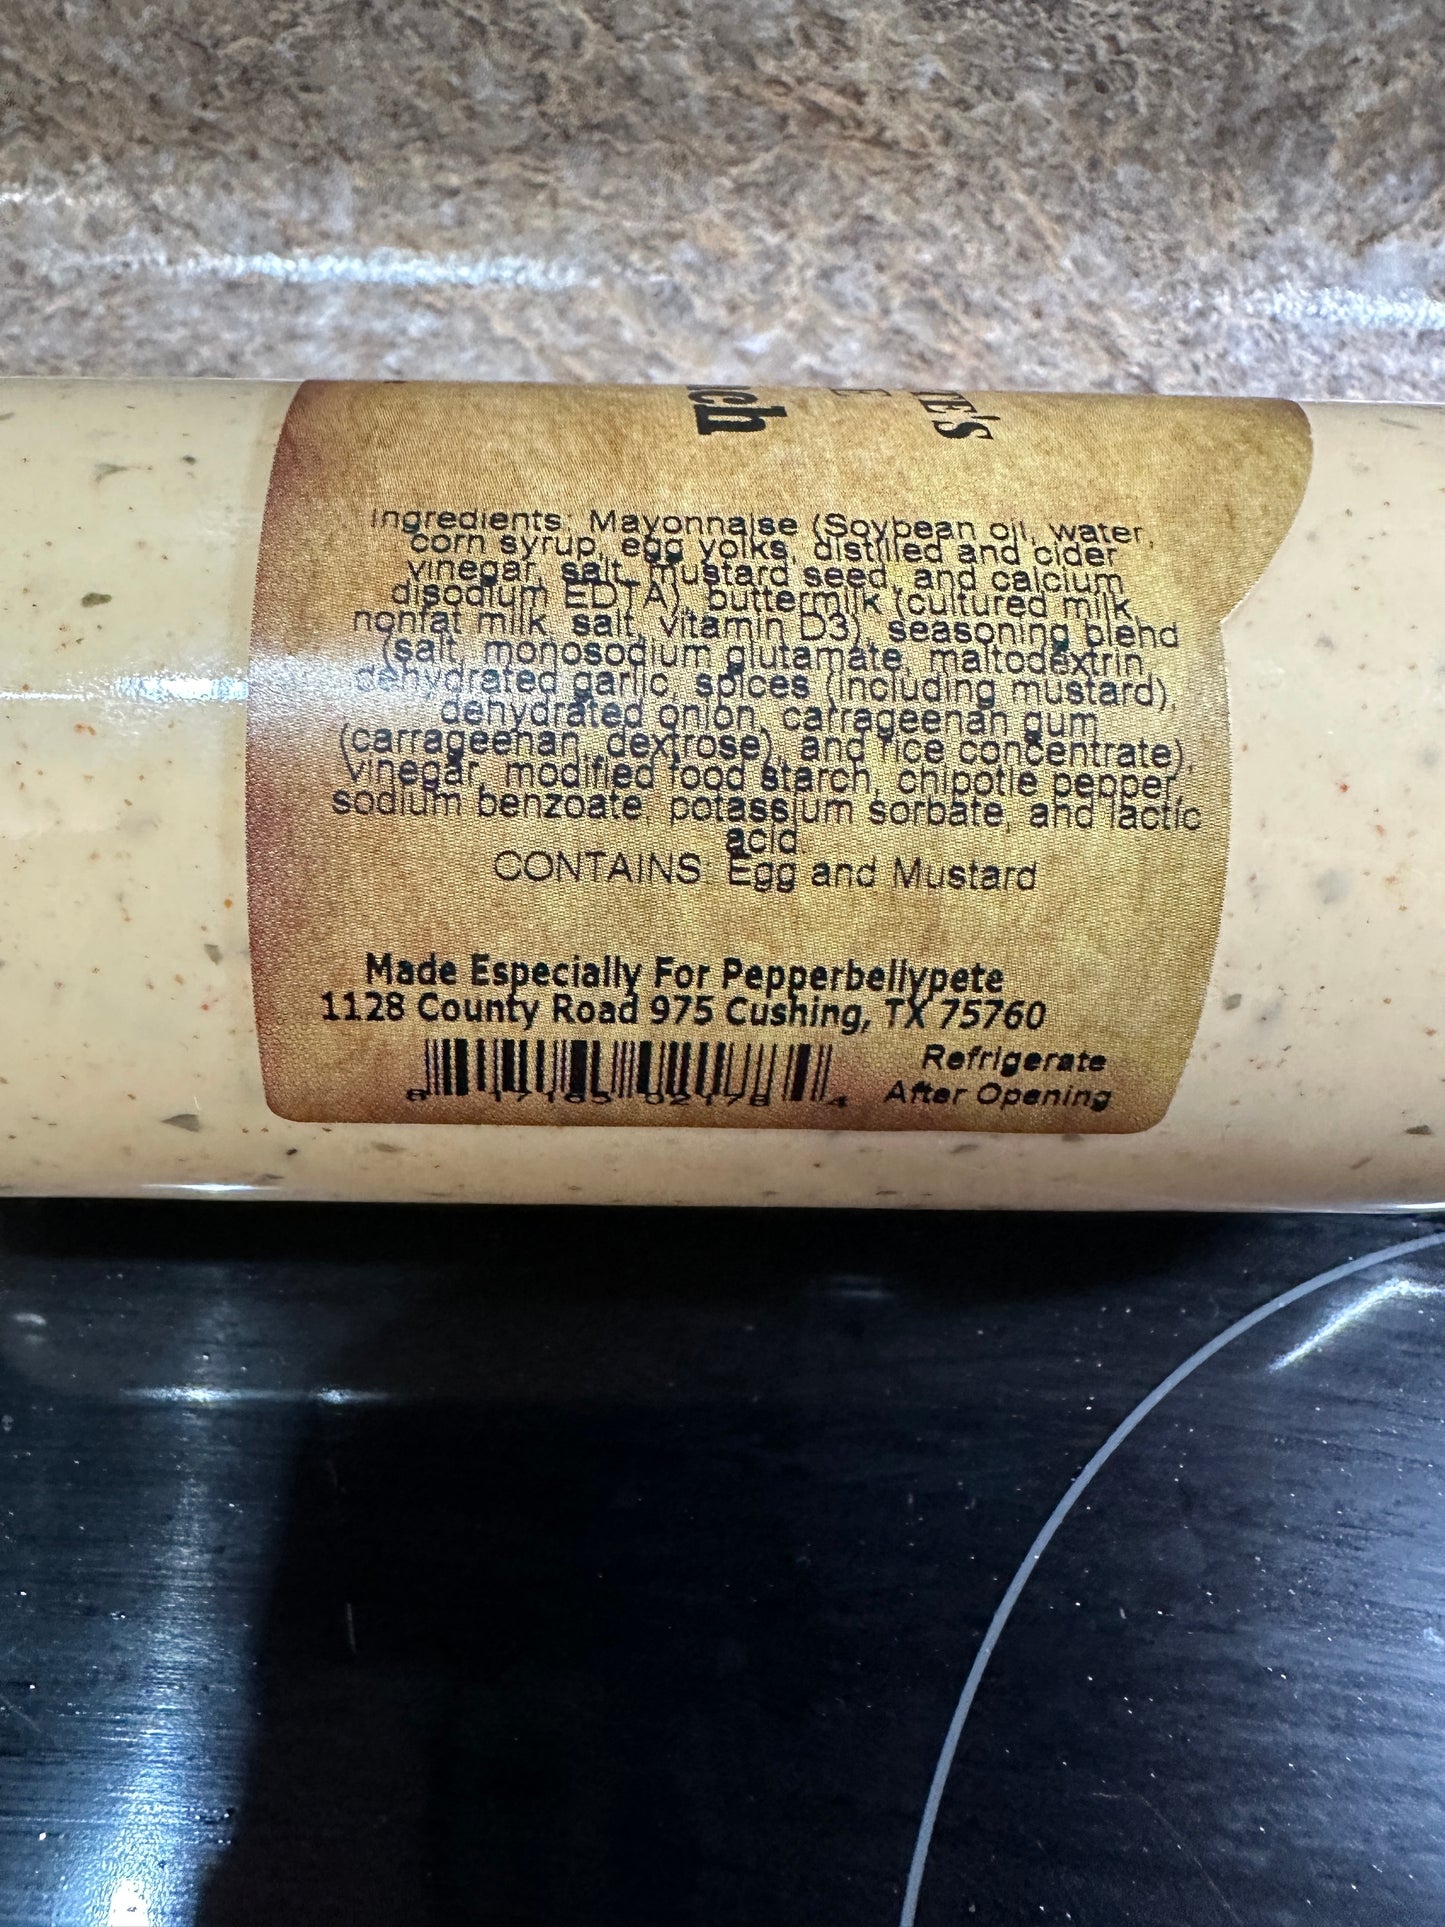 TE's
Ingredients: Mayonnaise (Soybean oil, water,
corn syrup, egg yolks, distilled and cider
vinegar, salt, mustard seed, and calcium
disodium EDTA), buttermilk (cultured milk,
nonfat milk, salt, vitamin D3), seasoning blend
(salt, monosodium glutamate, maltodextrin,
dehydrated garlic, spices (including mustard),
dehydrated onion, carrageenan gum
(carrageenan, dextrose), and rice concentrate),
vinegar, modified food starch, chipotle pepper,
sodium benzoate, potassium sorbate, and lactic
acid.
CONTAINS: Egg and Mustard
Made Especially For Pepperbellypete
1128 County Road 975 Cushing, TX 75760
Refrigerate
After Opening